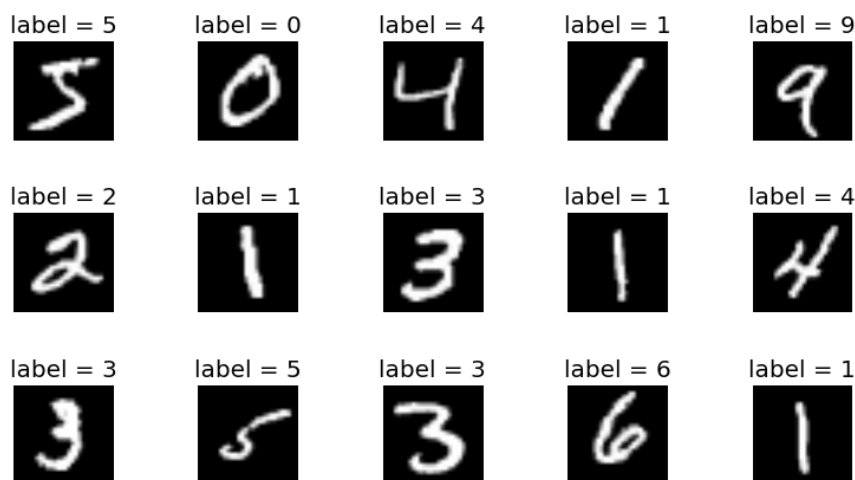 label = 5 label = 0 label = 4 label = 1 label = 9
5 0 4 1 9
label = 2 label = 1 label = 3 label = 1 label = 4
2 1 3 1 4
label = 3 label = 5 label = 3 label = 6 label = 1
3 5 3 6 1